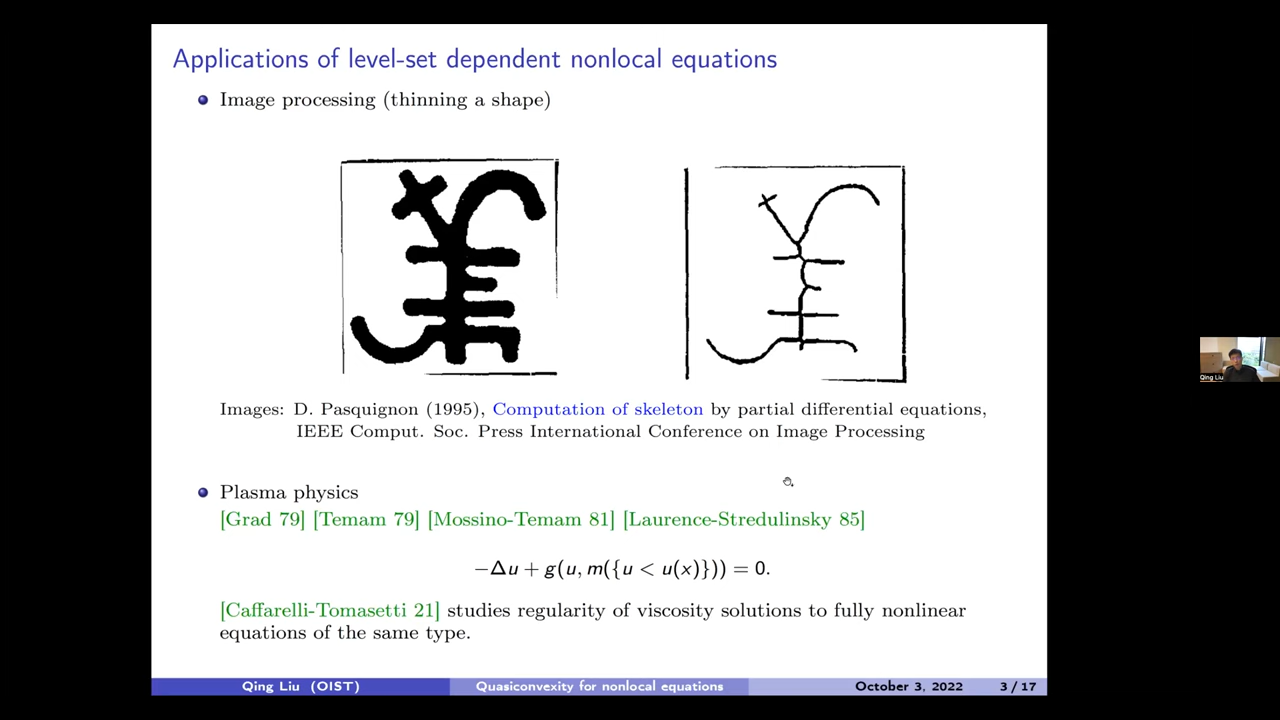 Applications of level-set dependent nonlocal equations
Image processing (thinning a shape)
Images: D. Pasquignon (1995), Computation of skeleton by partial differential equations,
IEEE Comput. Soc. Press International Conference on Image Processing
Plasma physics
[Grad 79] [Temam 79] [Mossino-Temam 81] [Laurence-Stredulinsky 85]
−Δu + g(u, m({u < u(x)})) = 0.
[Caffarelli-Tomasetti 21] studies regularity of viscosity solutions to fully nonlinear
equations of the same type.
Qing Liu (OIST) Quasiconvexity for nonlocal equations October 3, 2022 3 / 17
Qing Liu